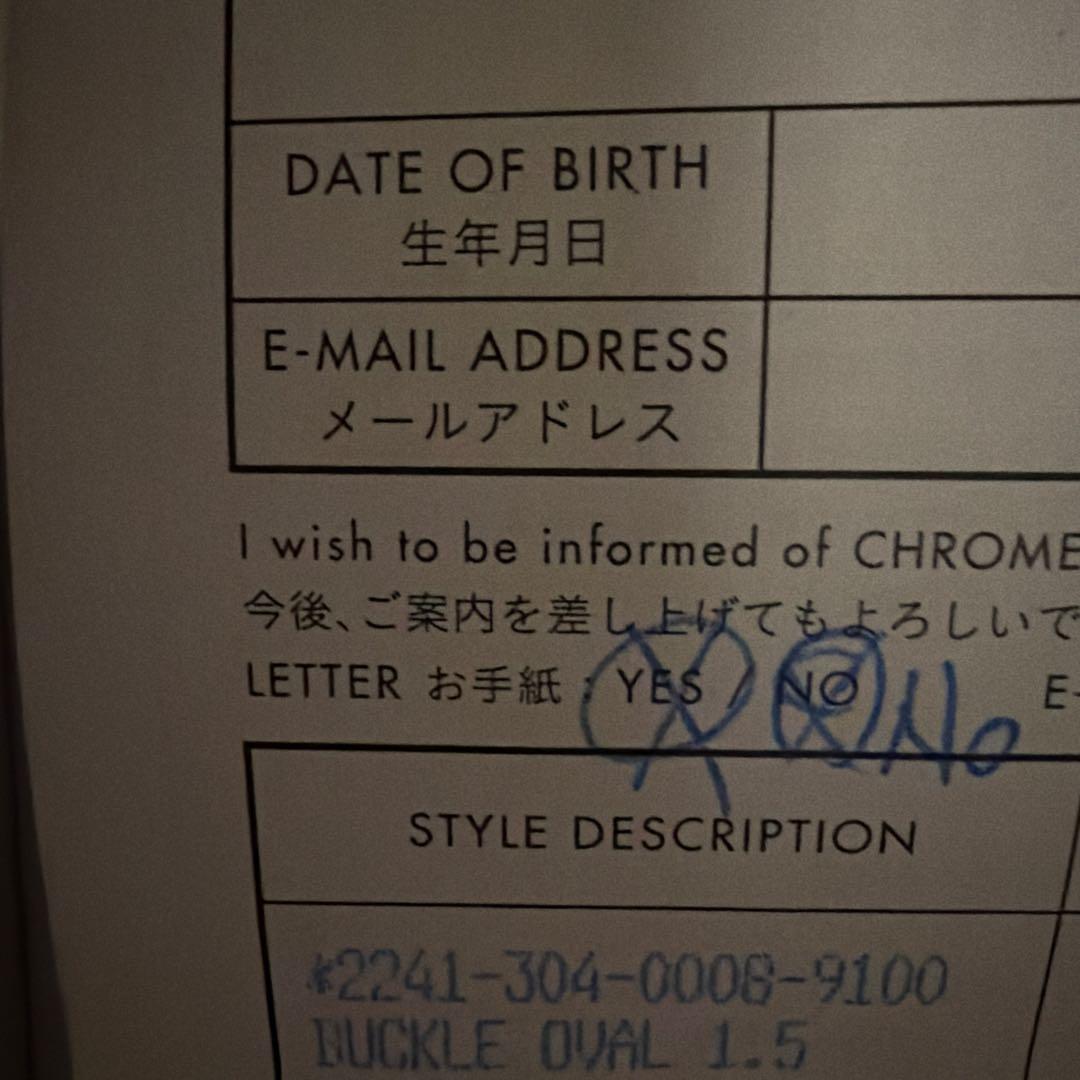 DATE OF BIRTH
生年月日
E-MAIL ADDRESS
メールアドレス
I wish to be informed of CHROME
今後、ご案内を差し上げてもよろしいで
LETTER お手紙 : YES / NO No E-
STYLE DESCRIPTION
*2241-304-0008-9100
BUCKLE OVAL 1.5